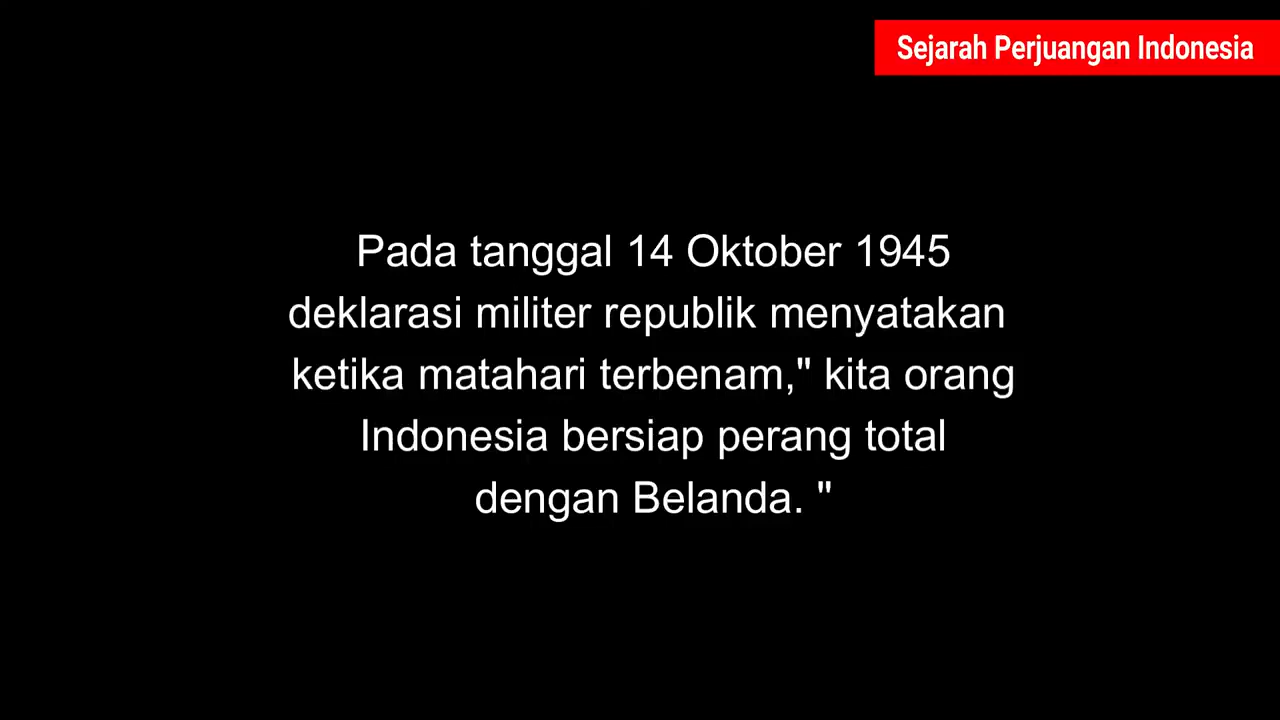 Sejarah Perjuangan Indonesia
Pada tanggal 14 Oktober 1945
deklarasi militer republik menyatakan
ketika matahari terbenam," kita orang
Indonesia bersiap perang total
dengan Belanda. "